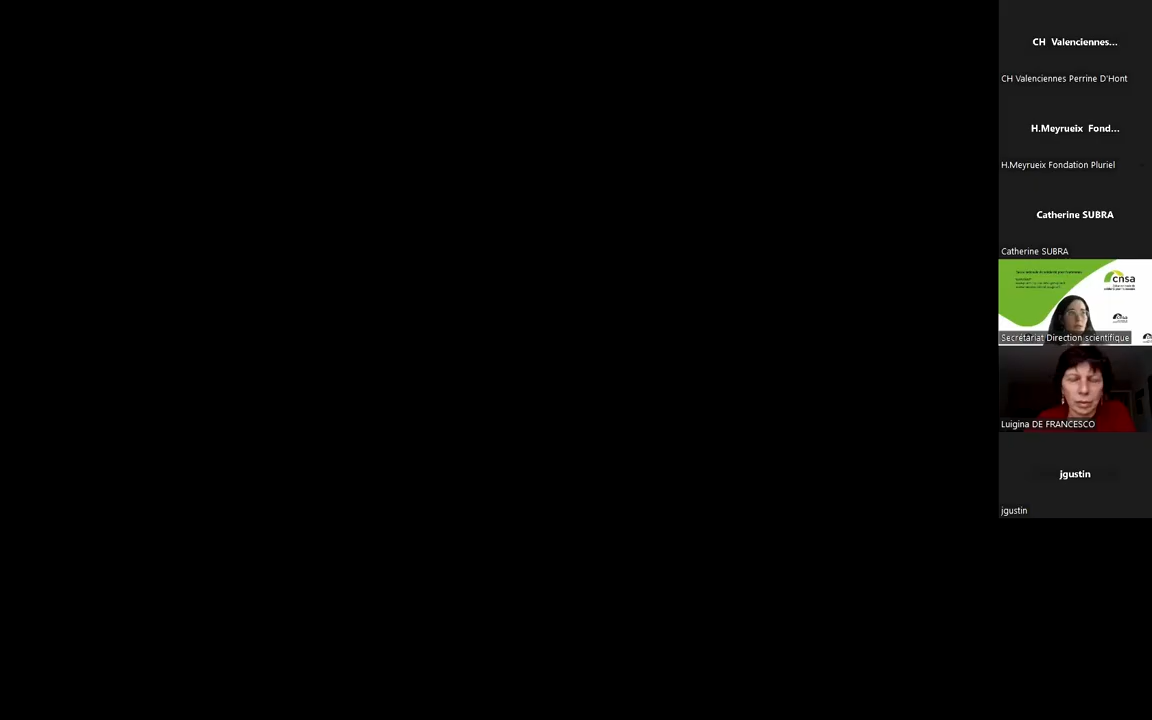 CH Valenciennes...
CH Valenciennes Perrine D'Hont
H.Meyrueix Fond...
H.Meyrueix Fondation Pluriel
Catherine SUBRA
Catherine SUBRA
cnsa
cnsa
Secrétariat Direction scientifique
Luigina DE FRANCESCO
jgustin
jgustin